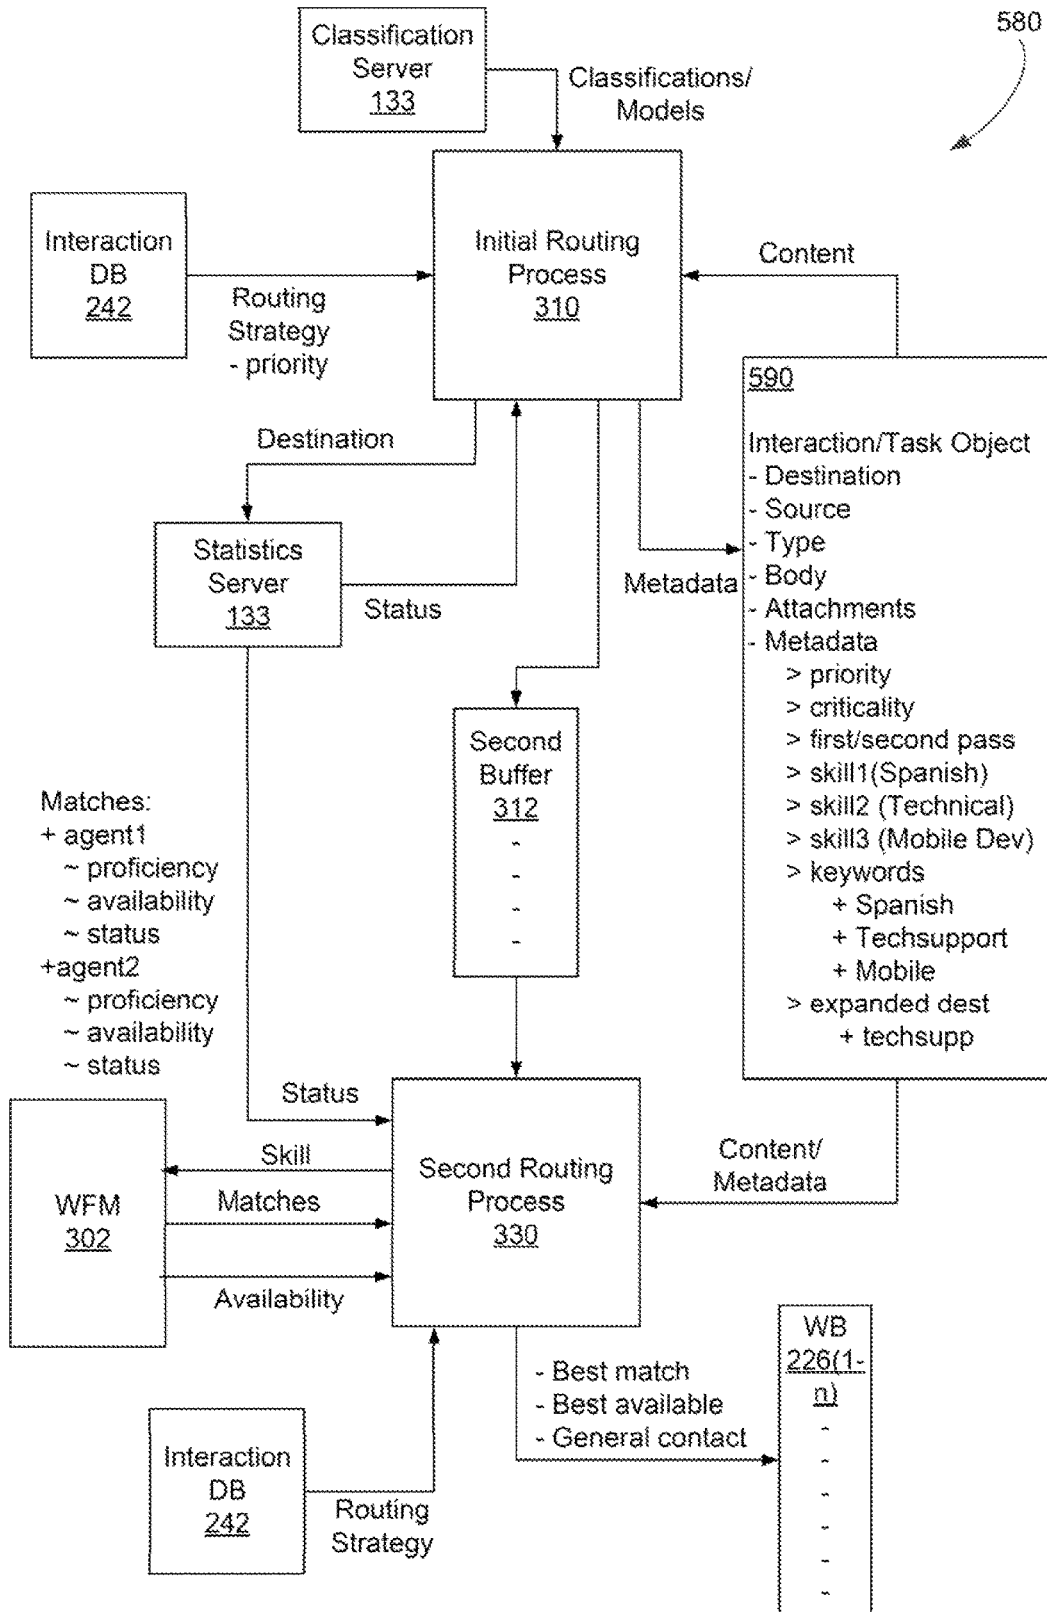 580
Classification
Server
133
Classifications/
Models
Interaction
DB
242
Routing
Strategy
- priority
Initial Routing
Process
310
Content
590
Interaction/Task Object
- Destination
- Source
- Type
- Body
- Attachments
- Metadata
> priority
> criticality
> first/second pass
> skill1(Spanish)
> skill2 (Technical)
> skill3 (Mobile Dev)
> keywords
+ Spanish
+ Techsupport
+ Mobile
> expanded dest
+ techsupp
Destination
Statistics
Server
133
Status
Metadata
Second
Buffer
312
-
-
-
-
Matches:
+ agent1
~ proficiency
~ availability
~ status
+agent2
~ proficiency
~ availability
~ status
Status
Skill
Matches
Availability
WFM
302
Second Routing
Process
330
Content/
Metadata
Interaction
DB
242
Routing
Strategy
- Best match
- Best available
- General contact
WB
226(1-
n)
-
-
-
-
-
-